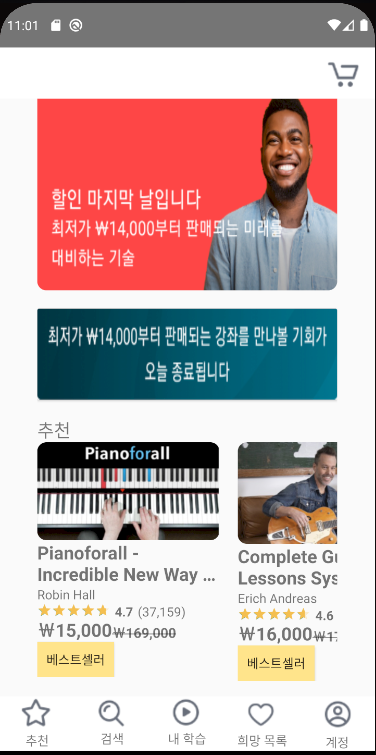 11:01
할인 마지막 날입니다
최저가 ₩14,000부터 판매되는 미래를
대비하는 기술
최저가 ₩14,000부터 판매되는 강좌를 만나볼 기회가
오늘 종료됩니다
추천
Pianoforall
Pianoforall -
Incredible New Way ...
Robin Hall
4.7 (37,159)
₩15,000 ₩169,000
베스트셀러
Complete Gu
Lessons Sys
Erich Andreas
4.6
₩16,000
베스트셀러
추천 검색 내 학습 희망 목록 계정